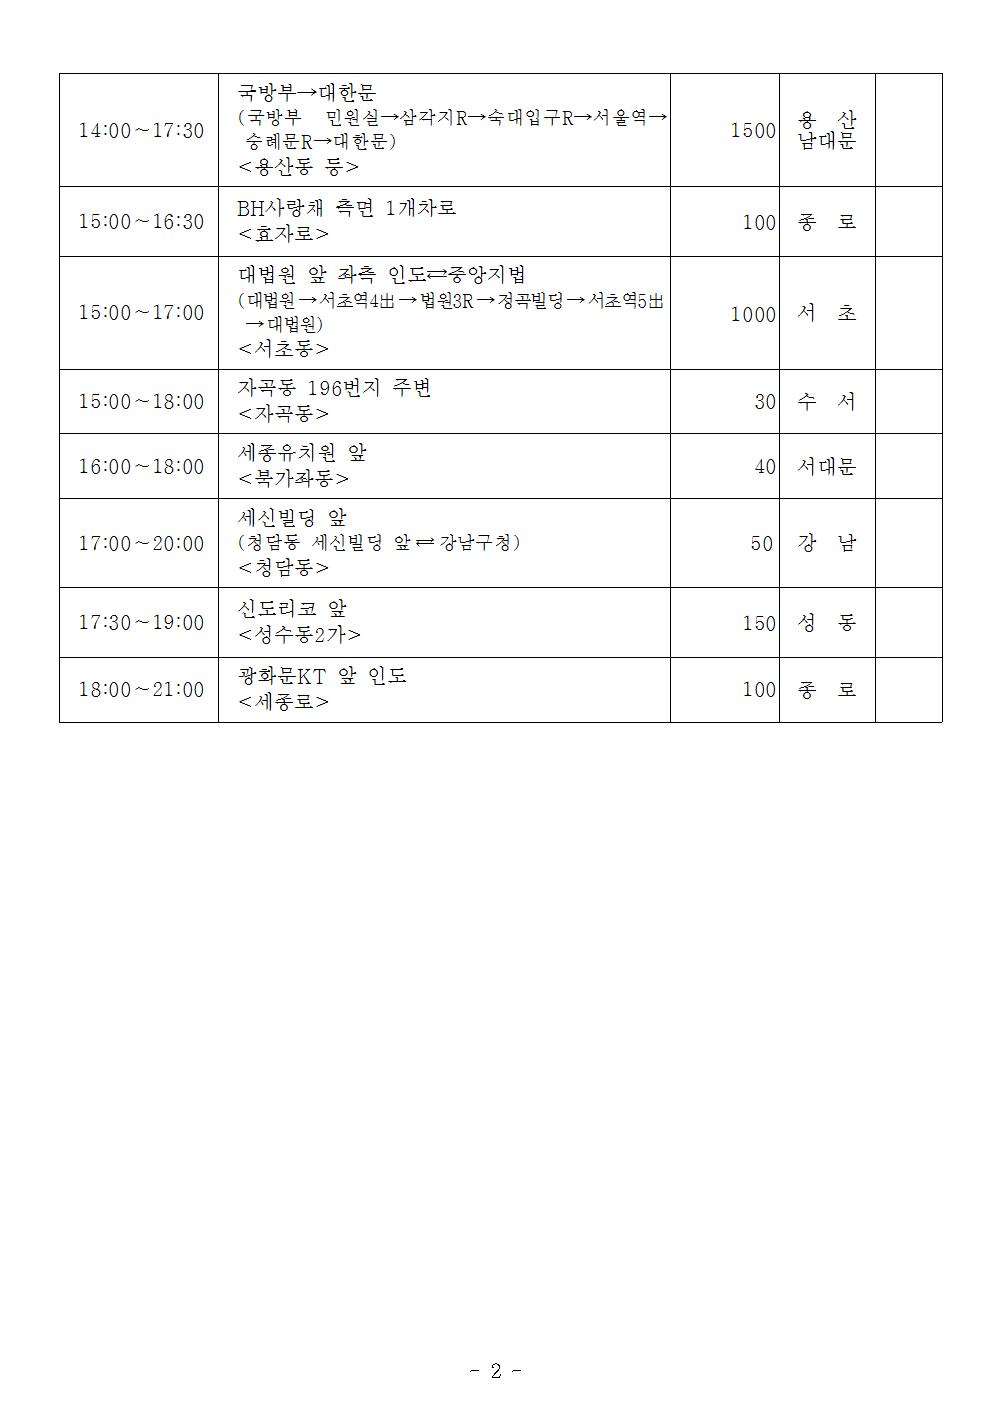 14:00~17:30
국방부→대한문
(국방부 민원실→삼각지R→숙대입구R→서울역→
숭례문R→대한문)
<용산동 등>
1500
용 산
남대문
15:00~16:30
BH사랑채 측면 1개차로
<효자로>
100
종 로
15:00~17:00
대법원 앞 좌측 인도⇄중앙지법
(대법원→서초역4出→법원3R→정곡빌딩→서초역5出
→대법원)
<서초동>
1000
서 초
15:00~18:00
자곡동 196번지 주변
<자곡동>
30
수 서
16:00~18:00
세종유치원 앞
<북가좌동>
40
서대문
17:00~20:00
세신빌딩 앞
(청담동 세신빌딩 앞⇄강남구청)
<청담동>
50
강 남
17:30~19:00
신도리코 앞
<성수동2가>
150
성 동
18:00~21:00
광화문KT 앞 인도
<세종로>
100
종 로
- 2 -